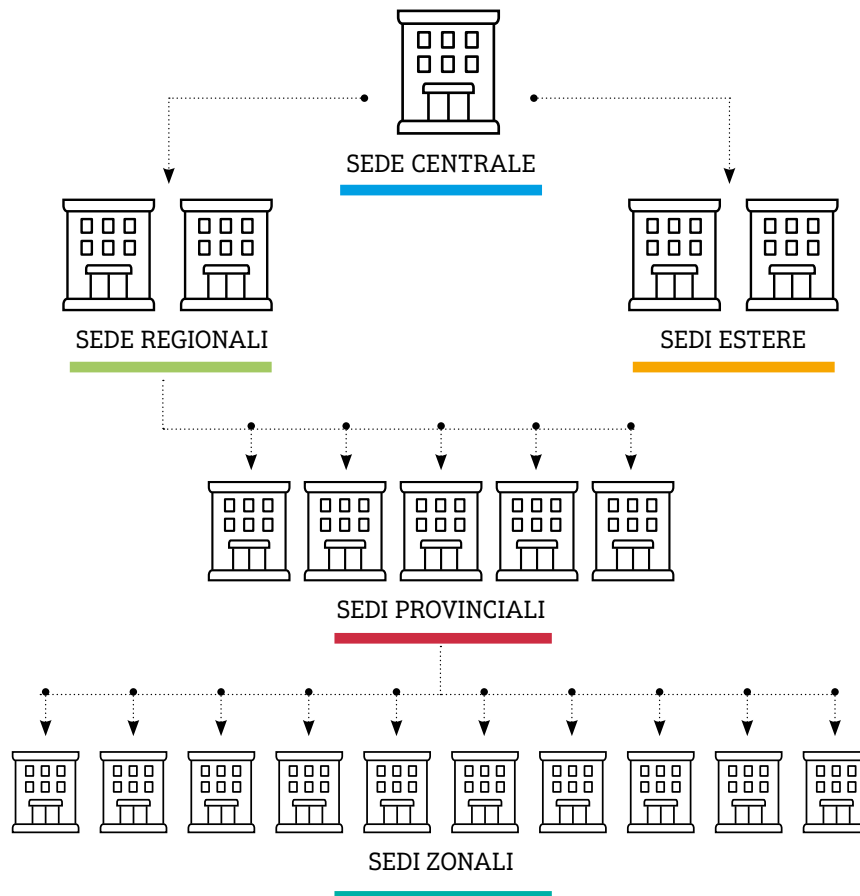 SEDE CENTRALE
SEDE REGIONALI
SEDI ESTERE
SEDI PROVINCIALI
SEDI ZONALI